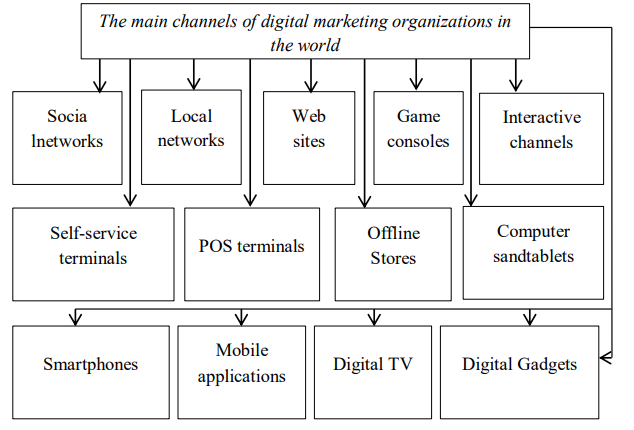 The main channels of digital marketing organizations in
the world
Socia
lnetworks
Local
networks
Web
sites
Game
consoles
Interactive
channels
Self-service
terminals
POS terminals
Offline
Stores
Computer
sandtablets
Smartphones
Mobile
applications
Digital TV
Digital Gadgets